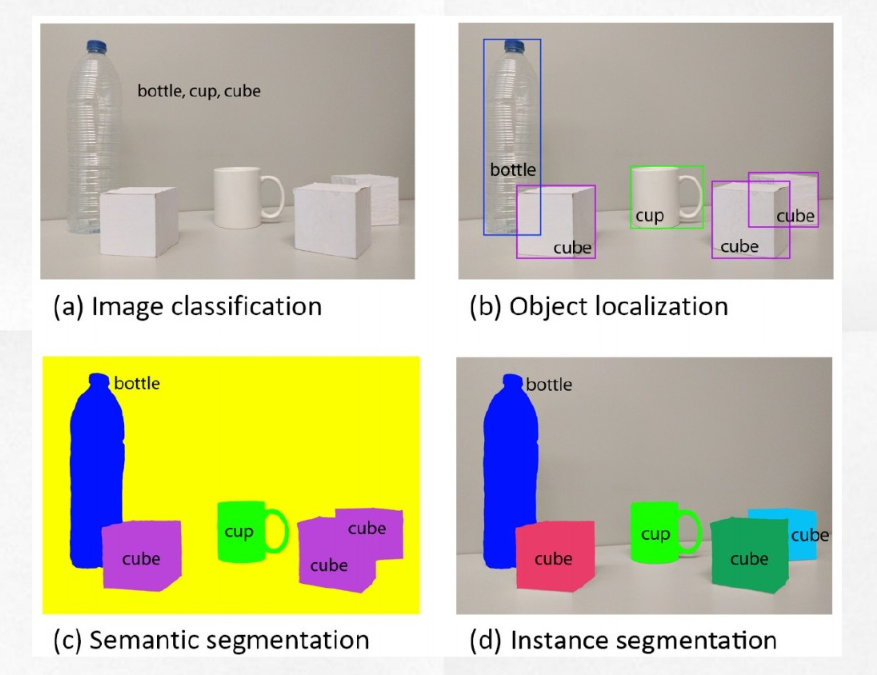 bottle, cup, cube
bottle
cup
cube
cube
cube
(a) Image classification
(b) Object localization
bottle
cup
cube
cube
cube
bottle
cup
cube
cube
cube
(c) Semantic segmentation
(d) Instance segmentation